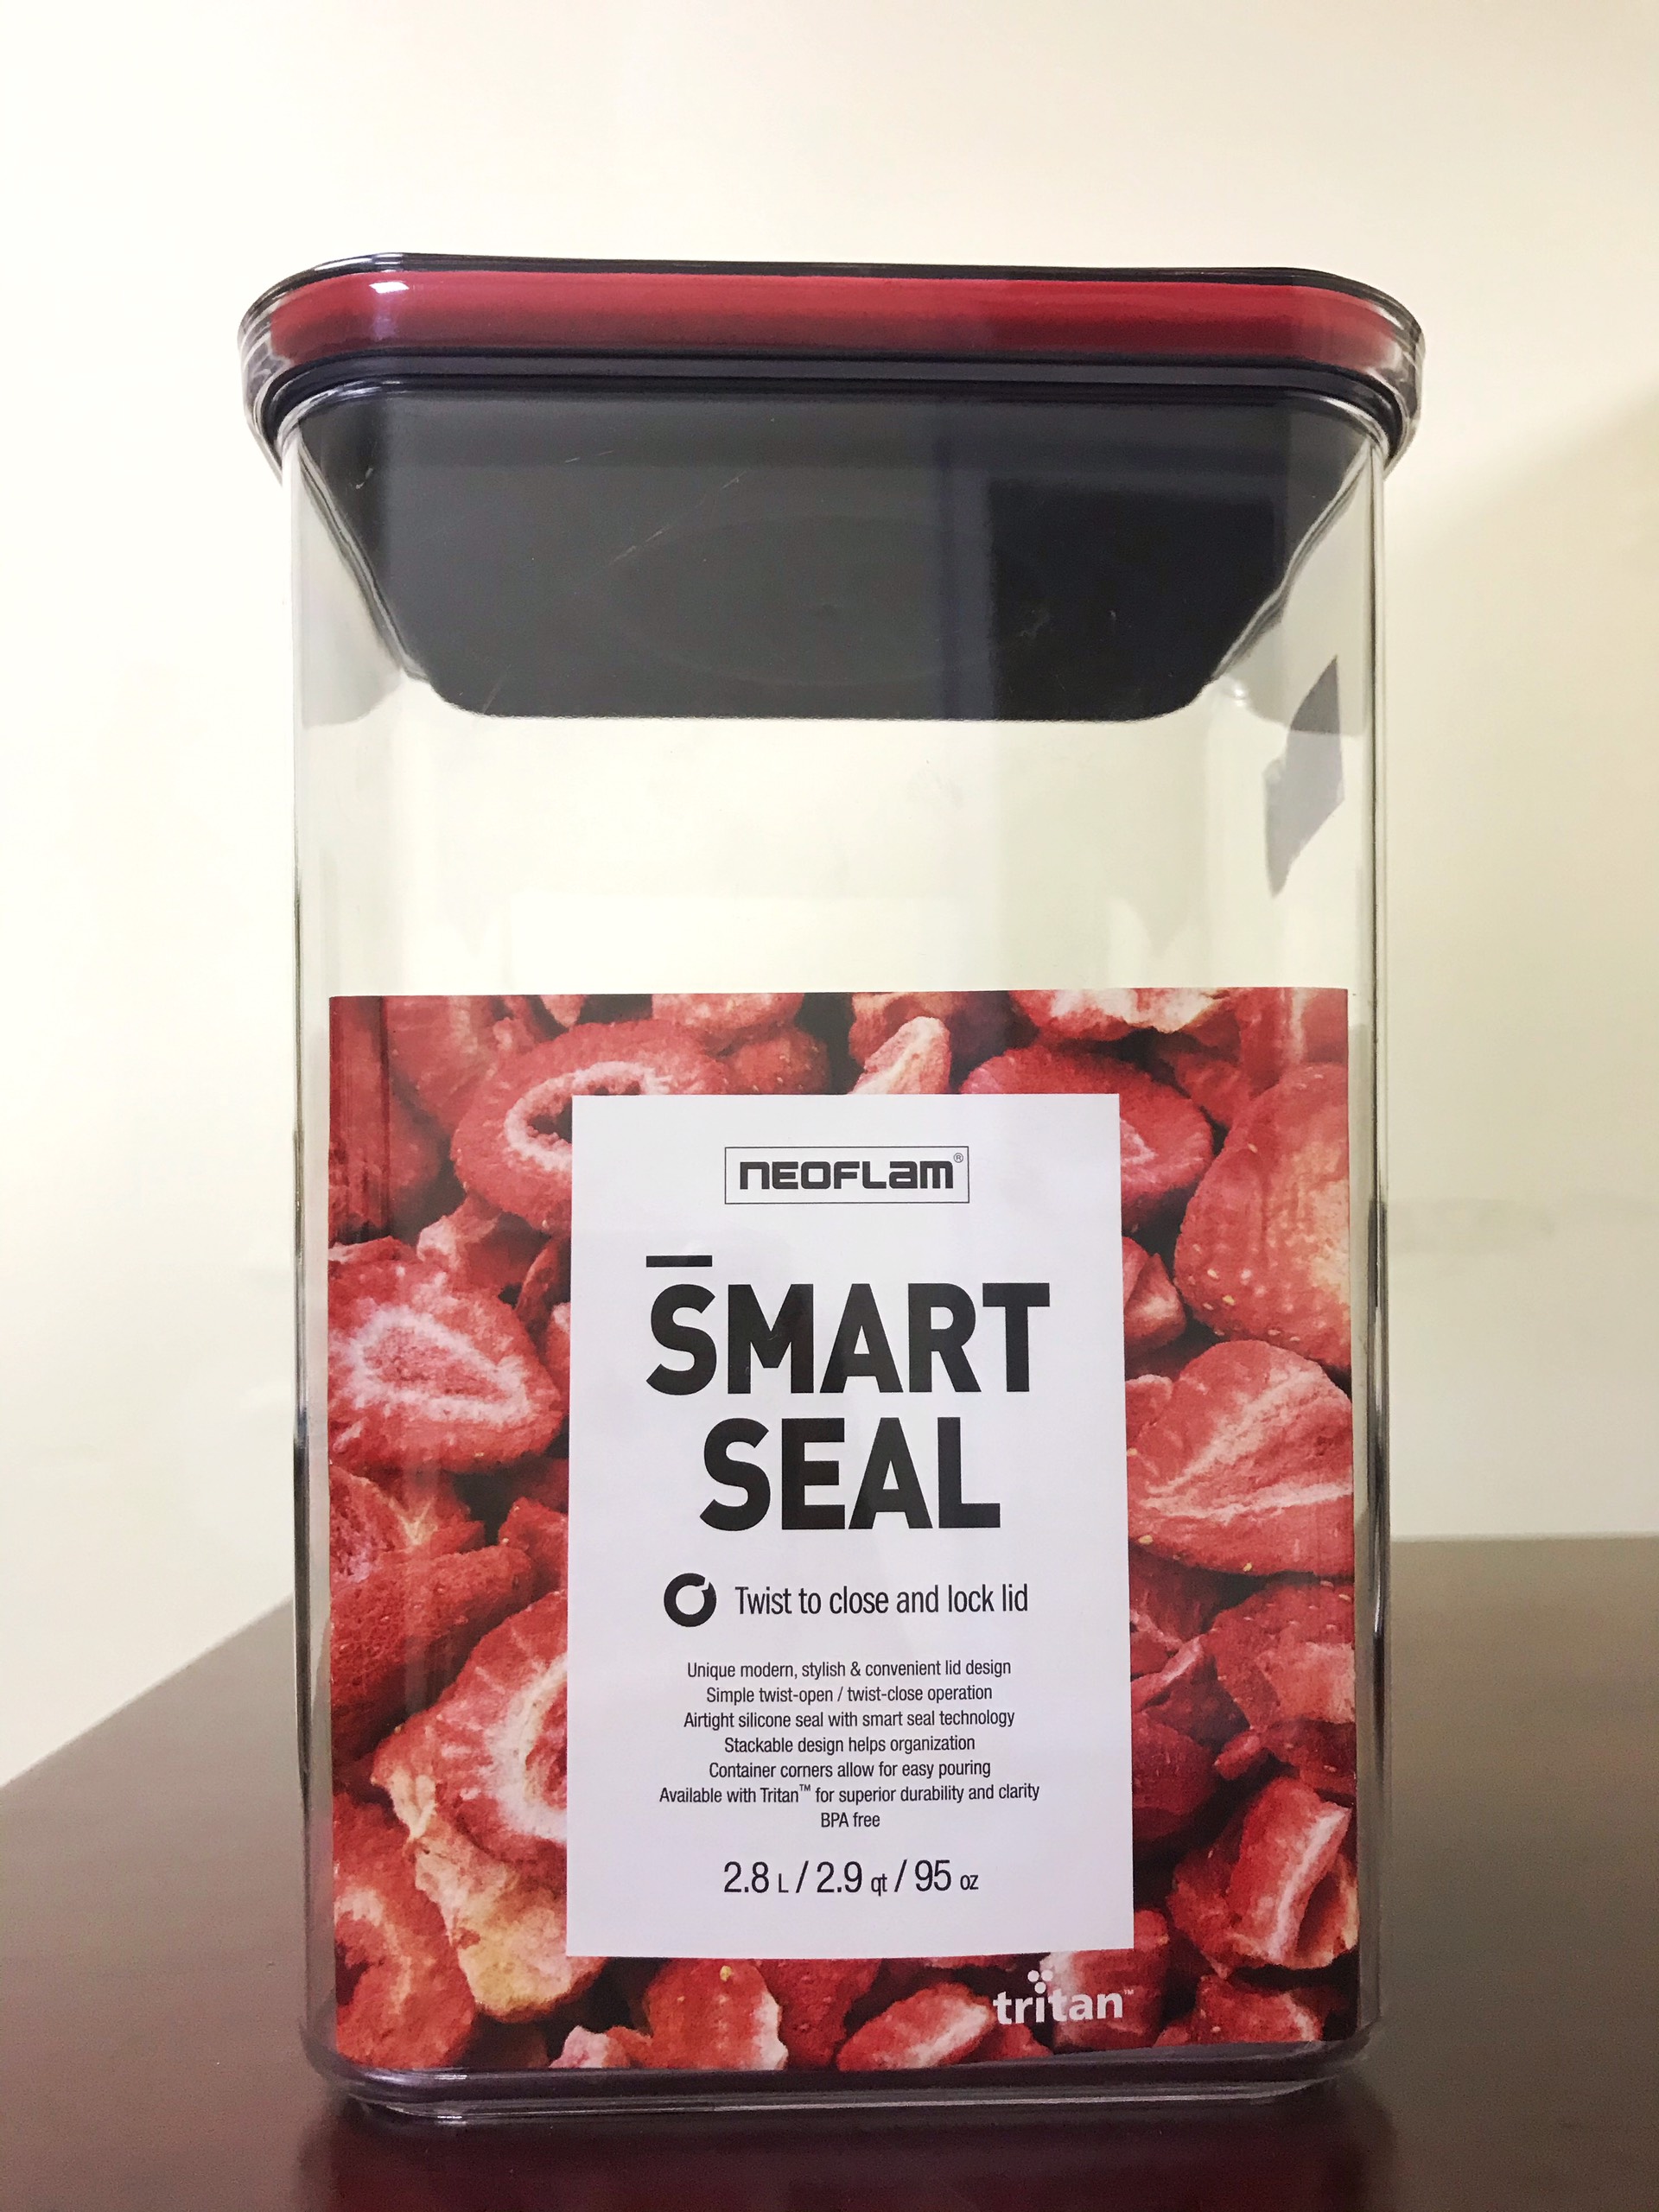 NEOFLAM®
SMART
SEAL
Twist to close and lock lid
Unique modern, stylish & convenient lid design
Simple twist-open / twist-close operation
Airtight silicone seal with smart seal technology
Stackable design helps organization
Container corners allow for easy pouring
Available with Tritan™ for superior durability and clarity
BPA free
2.8 L / 2.9 qt / 95 oz
tritan™